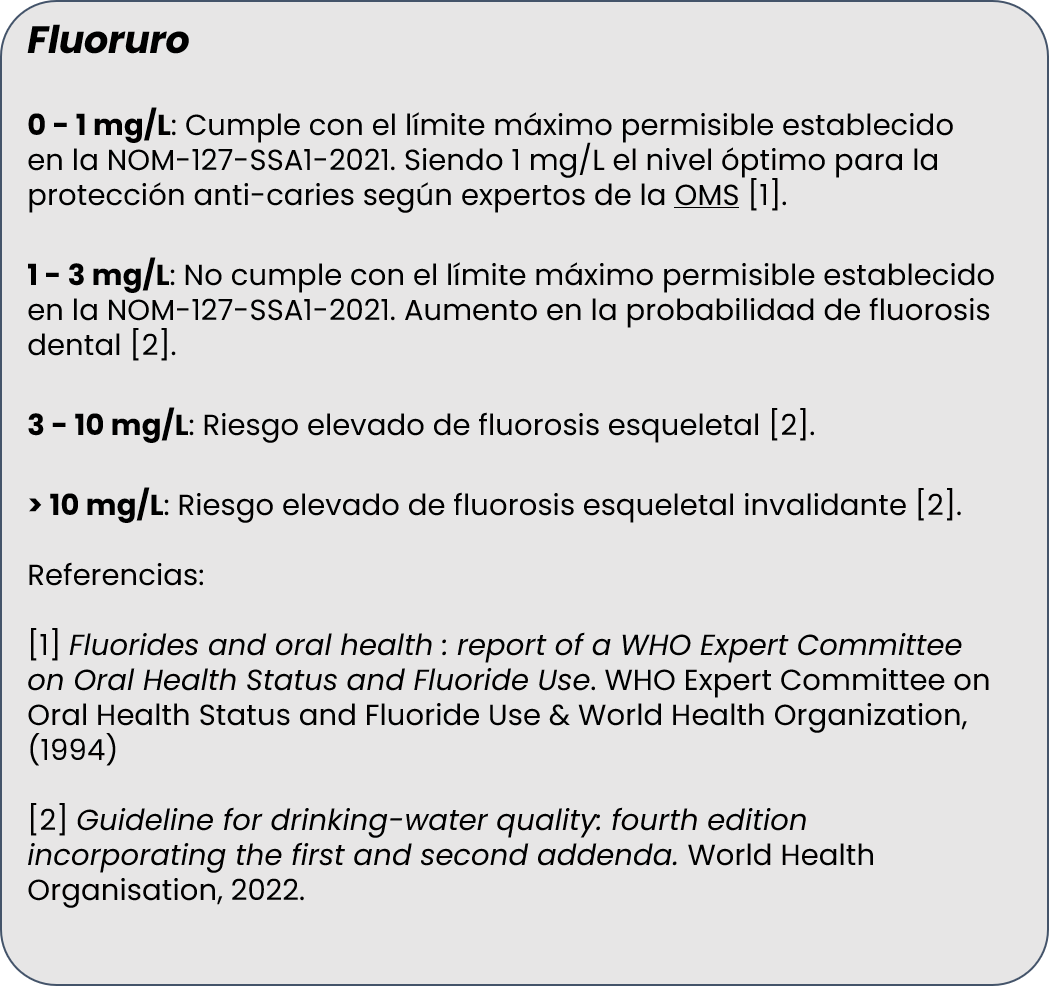 Fluoruro
0 - 1 mg/L: Cumple con el límite máximo permisible establecido
en la NOM-127-SSA1-2021. Siendo 1 mg/L el nivel óptimo para la
protección anti-caries según expertos de la OMS [1].
1 - 3 mg/L: No cumple con el límite máximo permisible establecido
en la NOM-127-SSA1-2021. Aumento en la probabilidad de fluorosis
dental [2].
3 - 10 mg/L: Riesgo elevado de fluorosis esqueletal [2].
> 10 mg/L: Riesgo elevado de fluorosis esqueletal invalidante [2].
Referencias:
[1] Fluorides and oral health : report of a WHO Expert Committee
on Oral Health Status and Fluoride Use. WHO Expert Committee on
Oral Health Status and Fluoride Use & World Health Organization,
(1994)
[2] Guideline for drinking-water quality: fourth edition
incorporating the first and second addenda. World Health
Organisation, 2022.